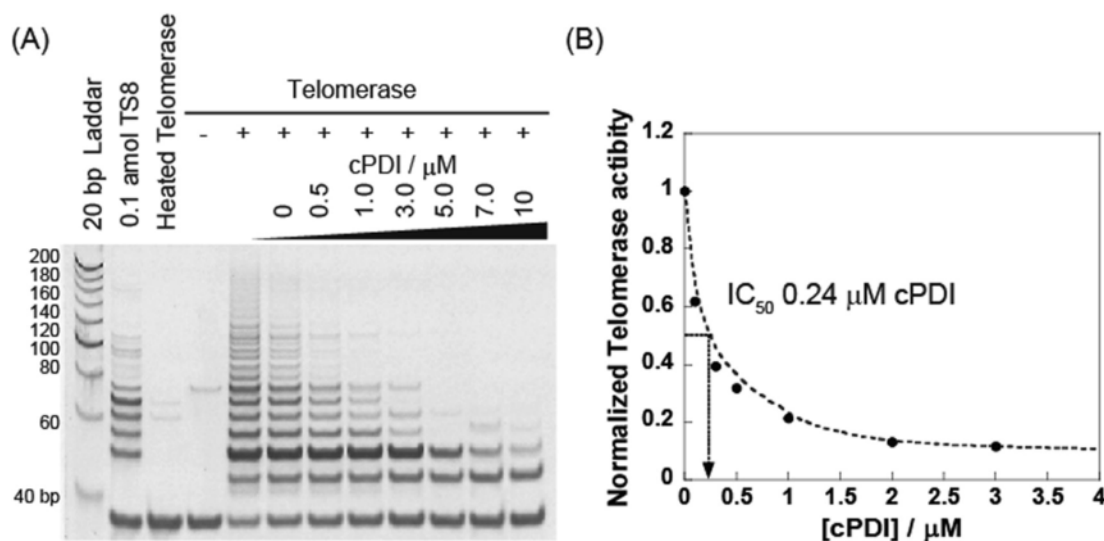 (A)
20 bp Laddar
0.1 amol TS8
Heated Telomerase
Telomerase
- + + + + + + + +
cPDI / μM
0 0.5 1.0 3.0 5.0 7.0 10
200
180
160
140
120
100
80
60
40 bp
(B)
Normalized Telomerase actibity
1.2
1
0.8
0.6
0.4
0.2
0
IC50 0.24 μM cPDI
0 0.5 1 1.5 2 2.5 3 3.5 4
[cPDI] / μM